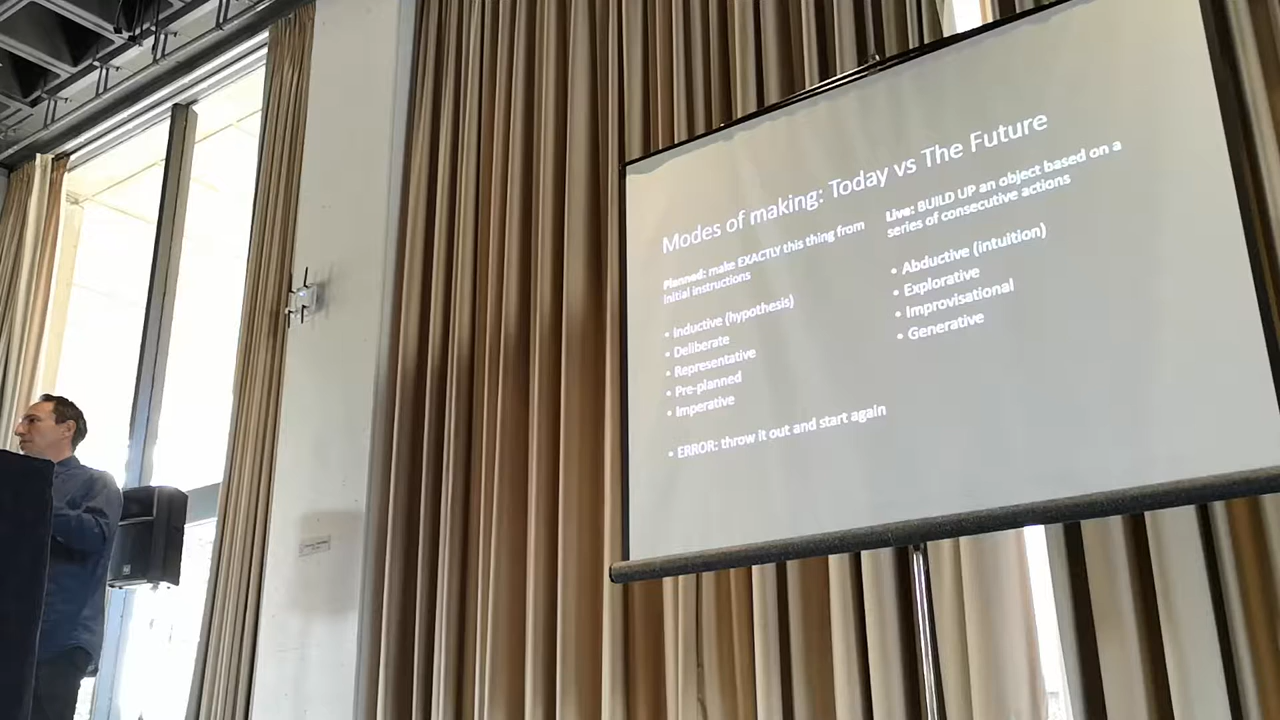 Modes of making: Today vs The Future
Planned: make EXACTLY this thing from
initial instructions
• Inductive (hypothesis)
• Deliberate
• Representative
• Pre-planned
• Imperative
• ERROR: throw it out and start again
Live: BUILD UP an object based on a
series of consecutive actions
• Abductive (intuition)
• Explorative
• Improvisational
• Generative